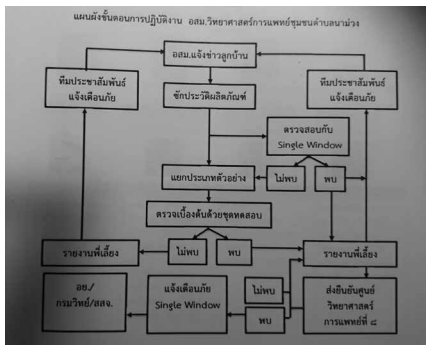 แผนผังขั้นตอนการปฏิบัติงาน อสม.วิทยาศาสตร์การแพทย์ชุมชนตำบลนาม่วง
อสม.แจ้งข่าวลูกบ้าน
ทีมประชาสัมพันธ์
แจ้งเตือนภัย
ซักประวัติผลิตภัณฑ์
ทีมประชาสัมพันธ์
แจ้งเตือนภัย
ตรวจสอบกับ
Single Window
แยกประเภทตัวอย่าง
ไม่พบ
พบ
ตรวจเบื้องต้นด้วยชุดทดสอบ
รายงานพี่เลี้ยง
ไม่พบ
พบ
รายงานพี่เลี้ยง
อย./
กรมวิทย์/สสจ.
แจ้งเตือนภัย
Single Window
ไม่พบ
พบ
ส่งยืนยันศูนย์
วิทยาศาสตร์
การแพทย์ที่ ๘